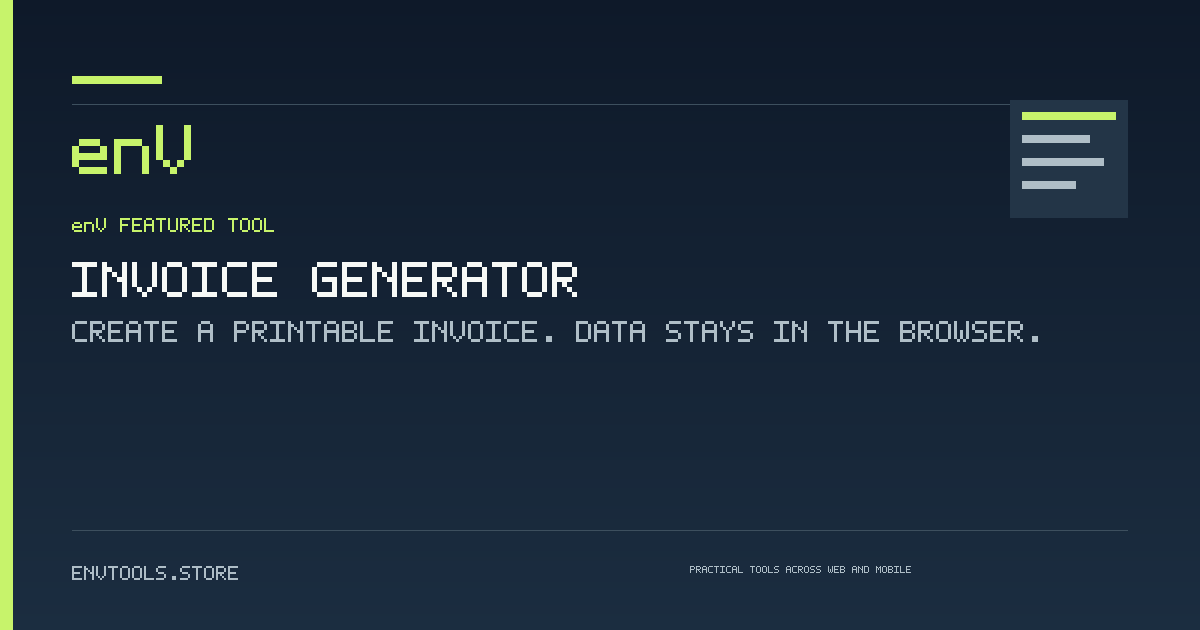 enV
enV FEATURED TOOL
INVOICE GENERATOR
CREATE A PRINTABLE INVOICE. DATA STAYS IN THE BROWSER.
ENVTOOLS.STORE
PRACTICAL TOOLS ACROSS WEB AND MOBILE